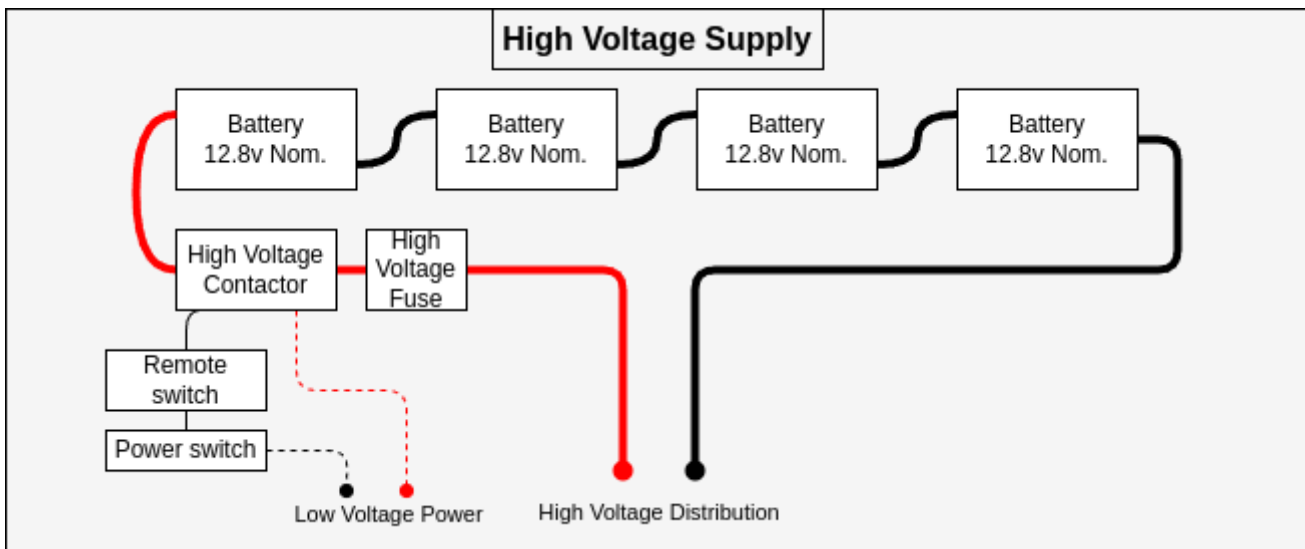 High Voltage Supply
Battery
12.8v Nom.
Battery
12.8v Nom.
Battery
12.8v Nom.
Battery
12.8v Nom.
High Voltage
Contactor
High
Voltage
Fuse
Remote
switch
Power switch
Low Voltage Power
High Voltage Distribution